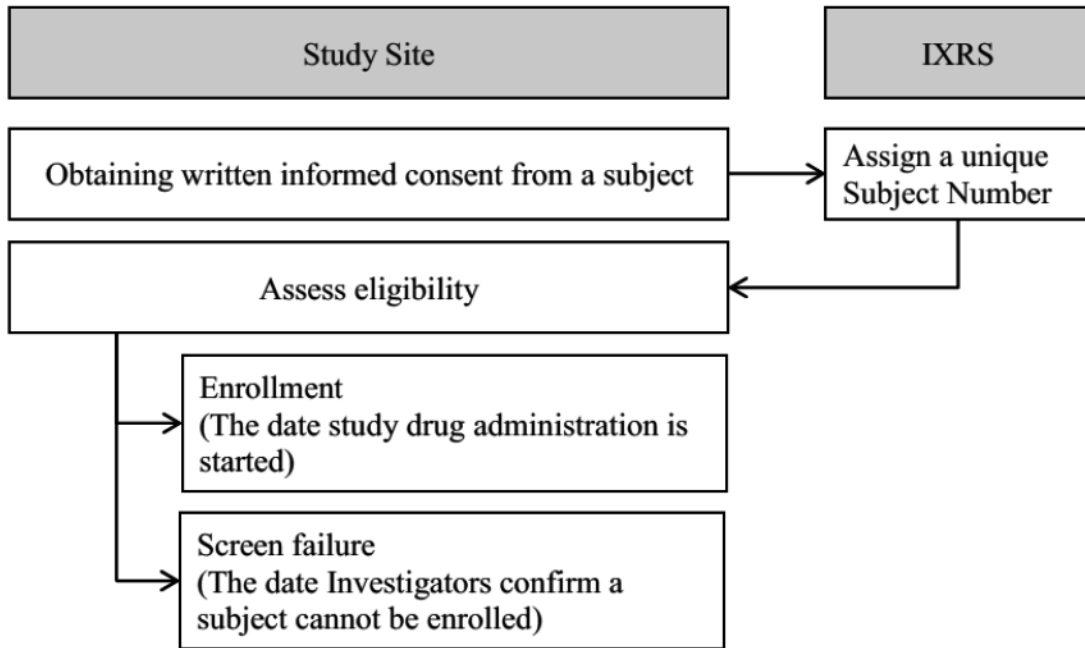 Study Site
IXRS
Obtaining written informed consent from a subject
Assign a unique
Subject Number
Assess eligibility
Enrollment
(The date study drug administration is
started)
Screen failure
(The date Investigators confirm a
subject cannot be enrolled)